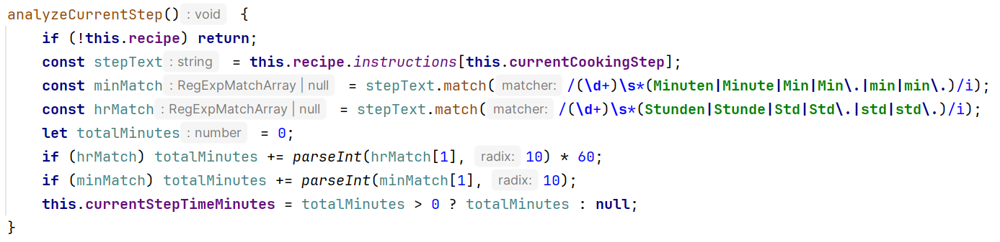 analyzeCurrentStep() : void {
if (!this.recipe) return;
const stepText : string = this.recipe.instructions[this.currentCookingStep];
const minMatch : RegExpMatchArray | null = stepText.match( matcher: /(\d+)\s*(Minuten|Minute|Min|Min\.|min|min\.)/i);
const hrMatch : RegExpMatchArray | null = stepText.match( matcher: /(\d+)\s*(Stunden|Stunde|Std|Std\.|std|std\.)/i);
let totalMinutes : number = 0;
if (hrMatch) totalMinutes += parseInt(hrMatch[1], radix: 10) * 60;
if (minMatch) totalMinutes += parseInt(minMatch[1], radix: 10);
this.currentStepTimeMinutes = totalMinutes > 0 ? totalMinutes : null;
}